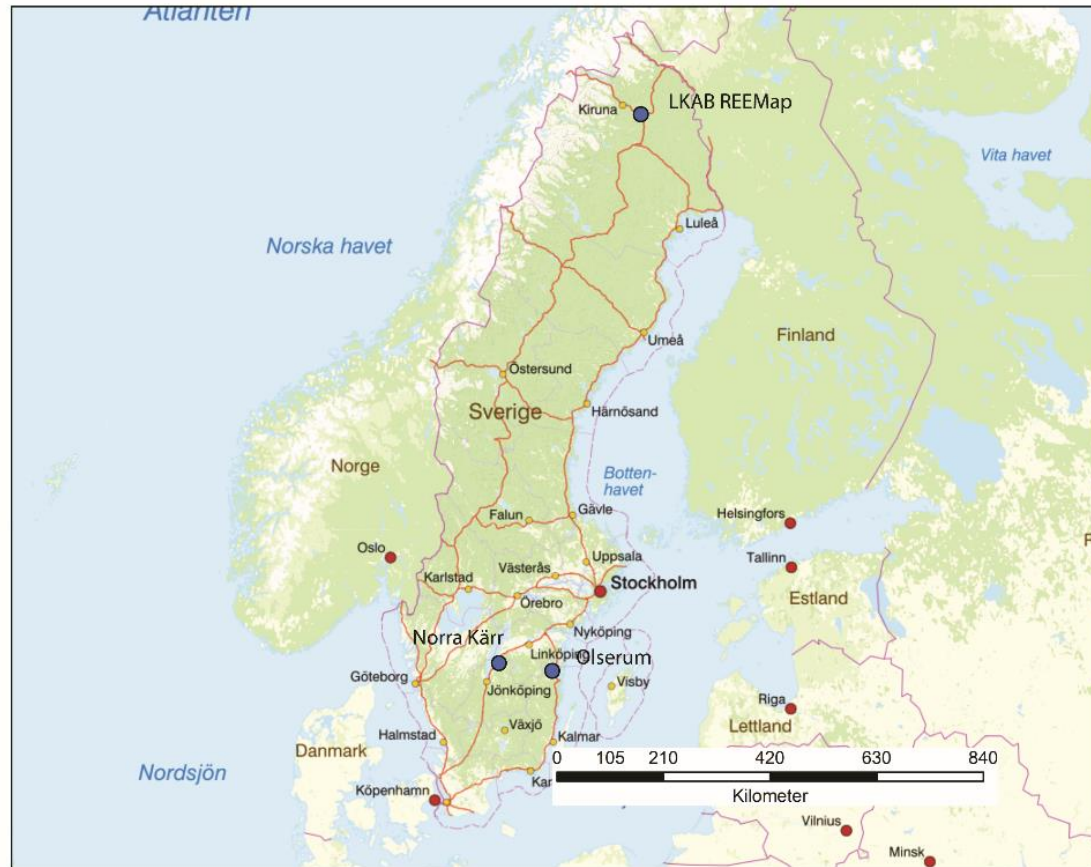 Atlanten
LKAB REEMap
Kiruna
Vita havet
Luleå
Norska havet
Umeå
Finland
Östersund
Sverige
Härnösand
Norge
Botten-
havet
Falun
Gävle
Helsingfors
Oslo
Uppsala
Tallinn
Västerås
Karlstad
Stockholm
Estland
Örebro
Norra Kärr
Nyköping
Linköping
Olserum
Göteborg
Jönköping
Visby
Riga
Växjö
Lettland
Halmstad
Kalmar
Danmark
0 105 210 420 630 840
Nordsjön
Kar
Köpenhamn
Kilometer
Vilnius
Minsk